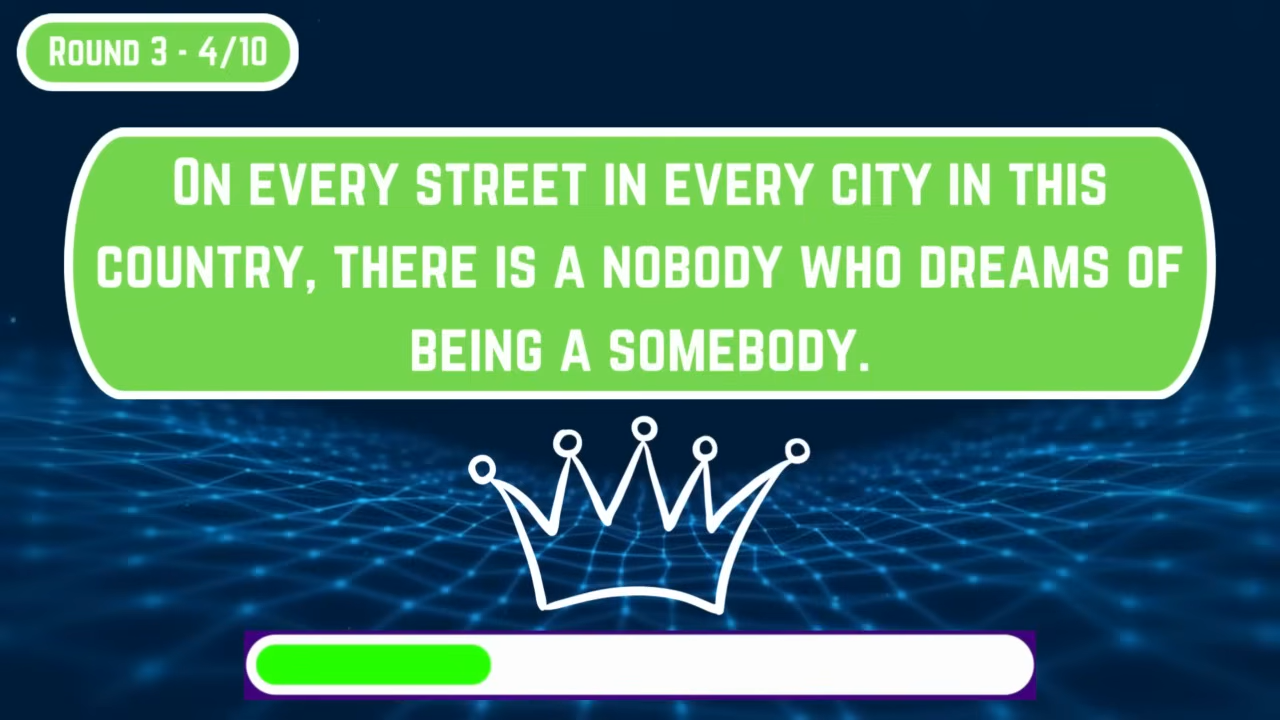 Round 3 - 4/10
On every street in every city in this
country, there is a nobody who dreams of
being a somebody.